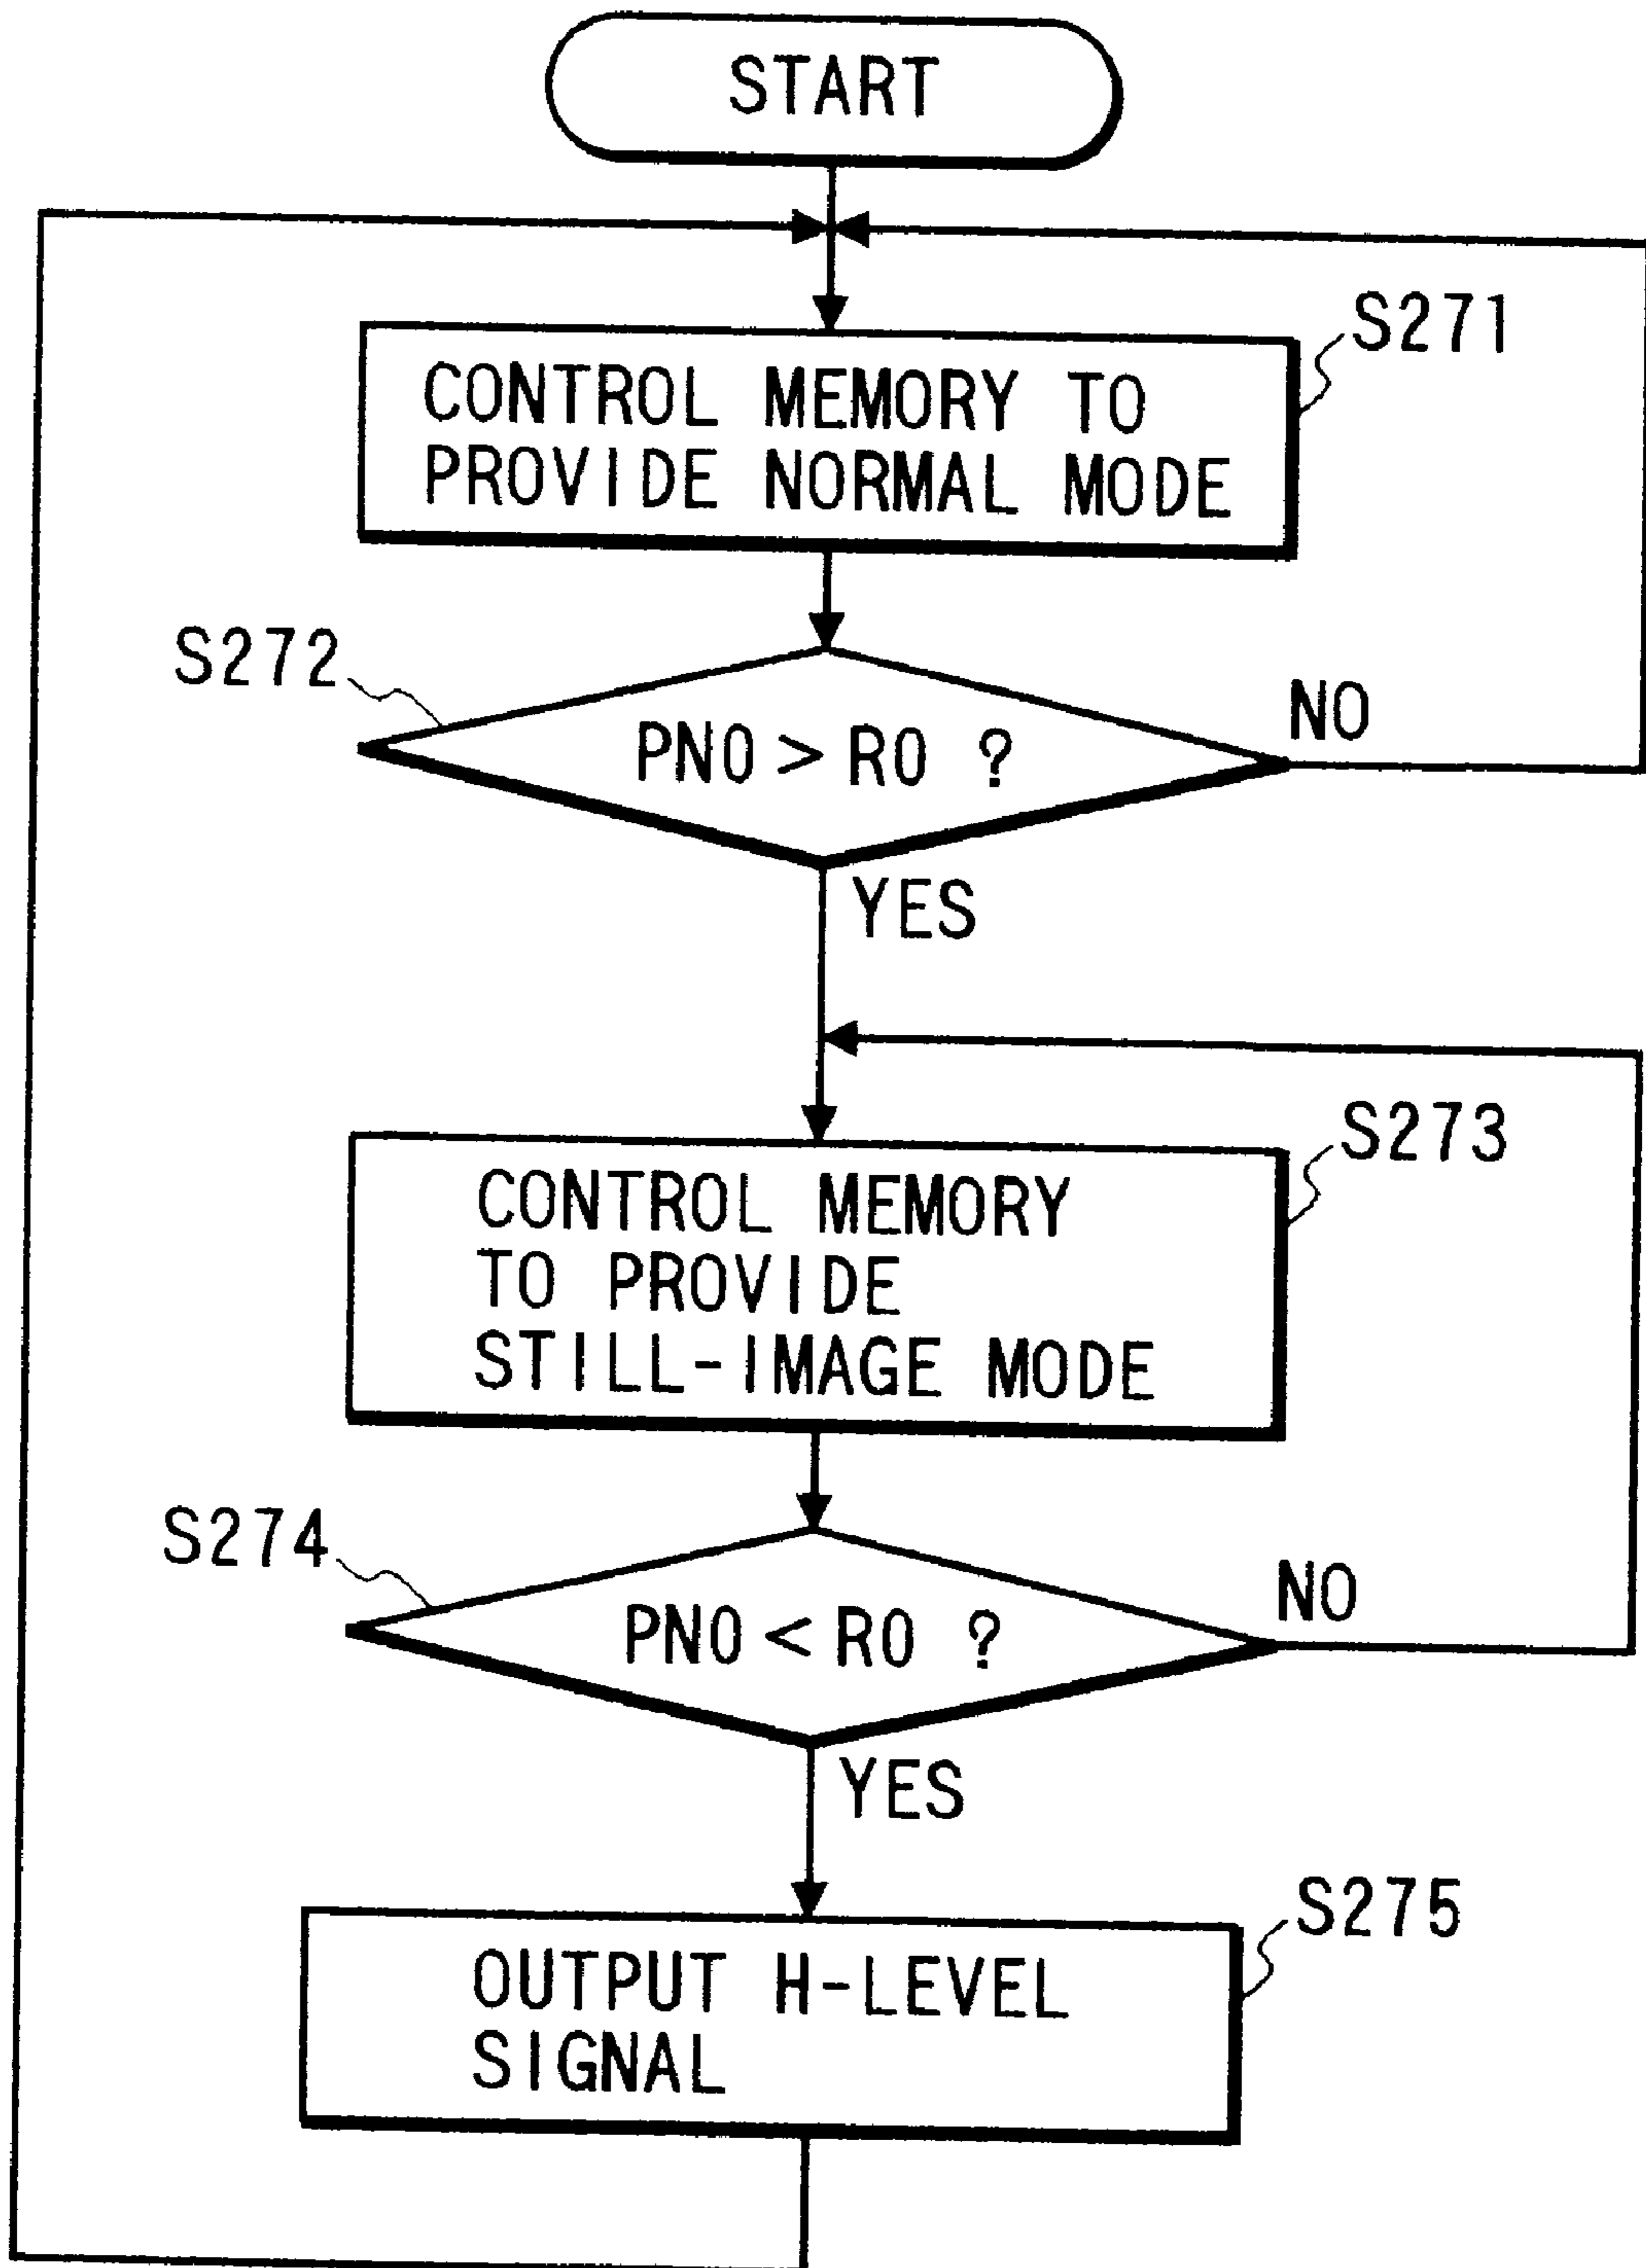 START
S271
CONTROL MEMORY TO
PROVIDE NORMAL MODE
S272
PN0 > R0 ?
NO
YES
S273
CONTROL MEMORY
TO PROVIDE
STILL-IMAGE MODE
S274
PN0 < R0 ?
NO
YES
S275
OUTPUT H-LEVEL
SIGNAL